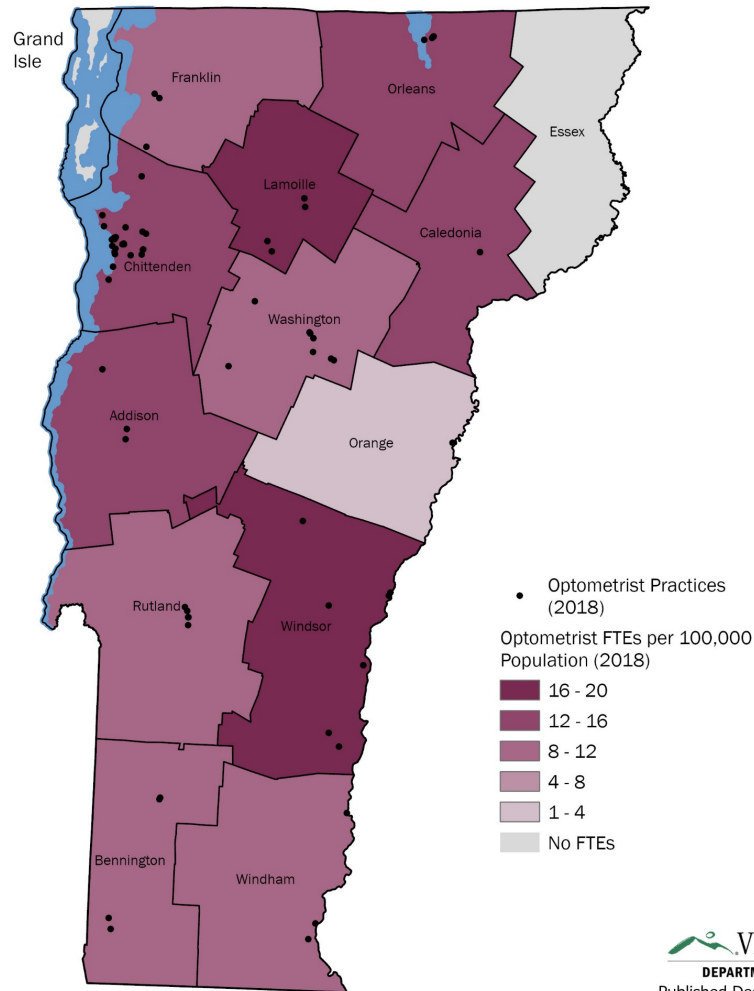 Grand
Isle
Franklin
Orleans
Essex
Lamoille
Caledonia
Chittenden
Washington
Addison
Orange
Rutland
Windsor
Bennington
Windham
Optometrist Practices
(2018)
Optometrist FTEs per 100,000
Population (2018)
16 - 20
12 - 16
8 - 12
4 - 8
1 - 4
No FTEs